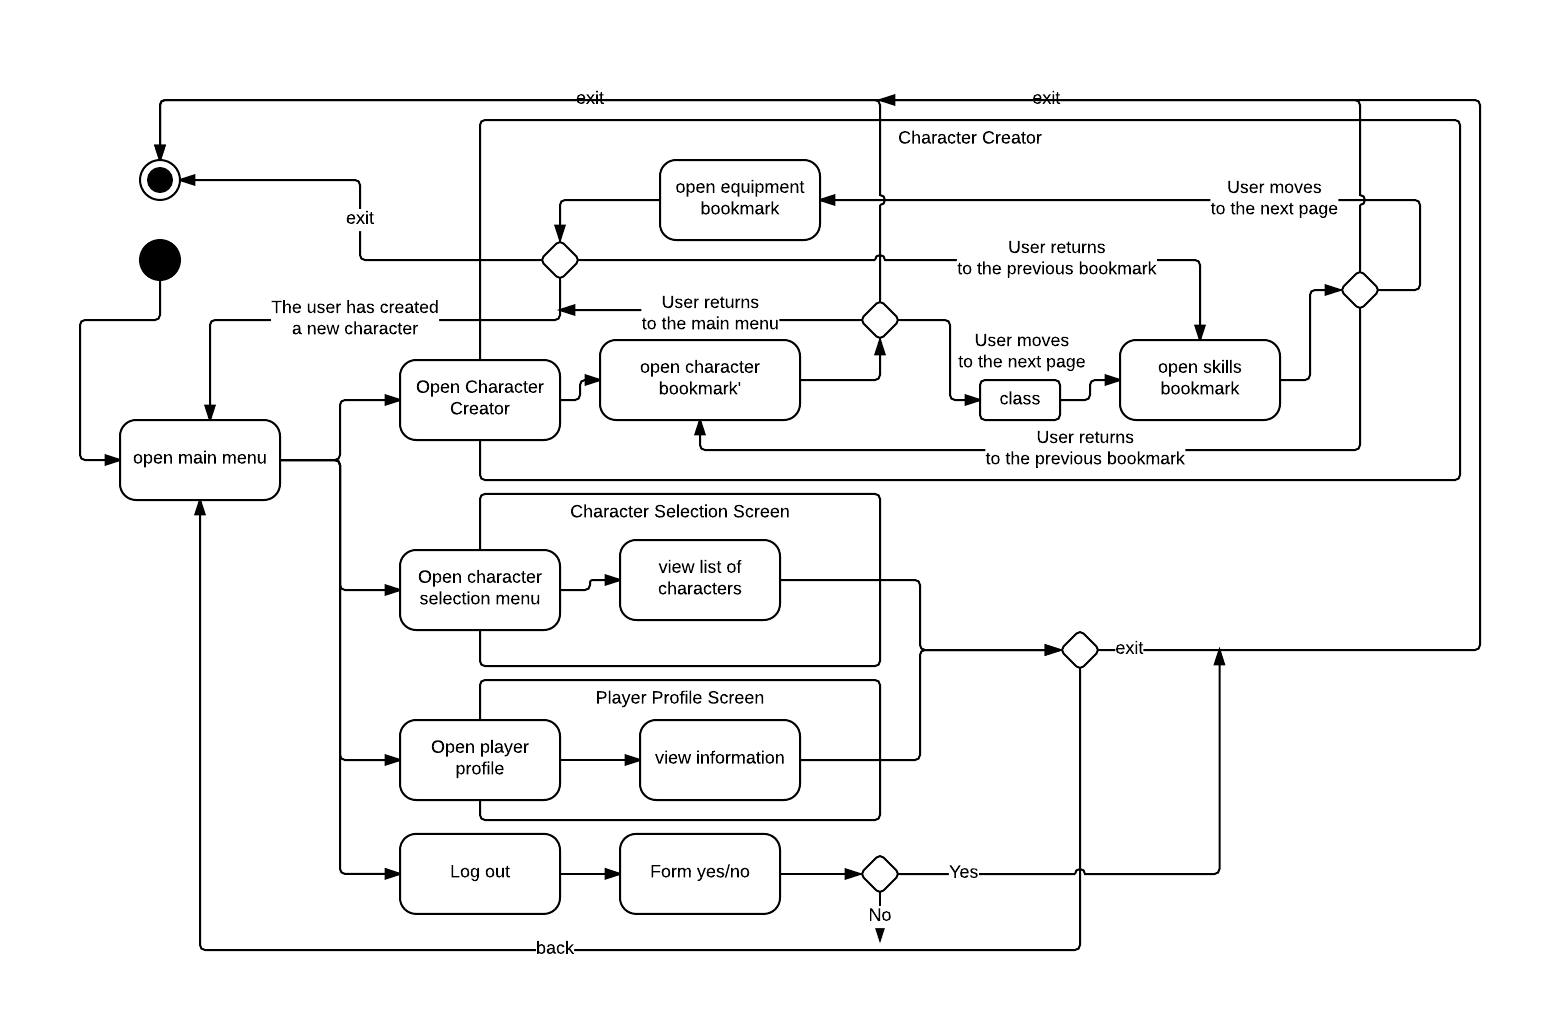 exit
exit
Character Creator
open equipment
bookmark
User moves
to the next page
exit
User returns
to the previous bookmark
The user has created
a new character
User returns
to the main menu
User moves
to the next page
Open Character
Creator
open character
bookmark'
class
open skills
bookmark
User returns
to the previous bookmark
open main menu
Character Selection Screen
Open character
selection menu
view list of
characters
exit
Player Profile Screen
Open player
profile
view information
Log out
Form yes/no
Yes
No
back